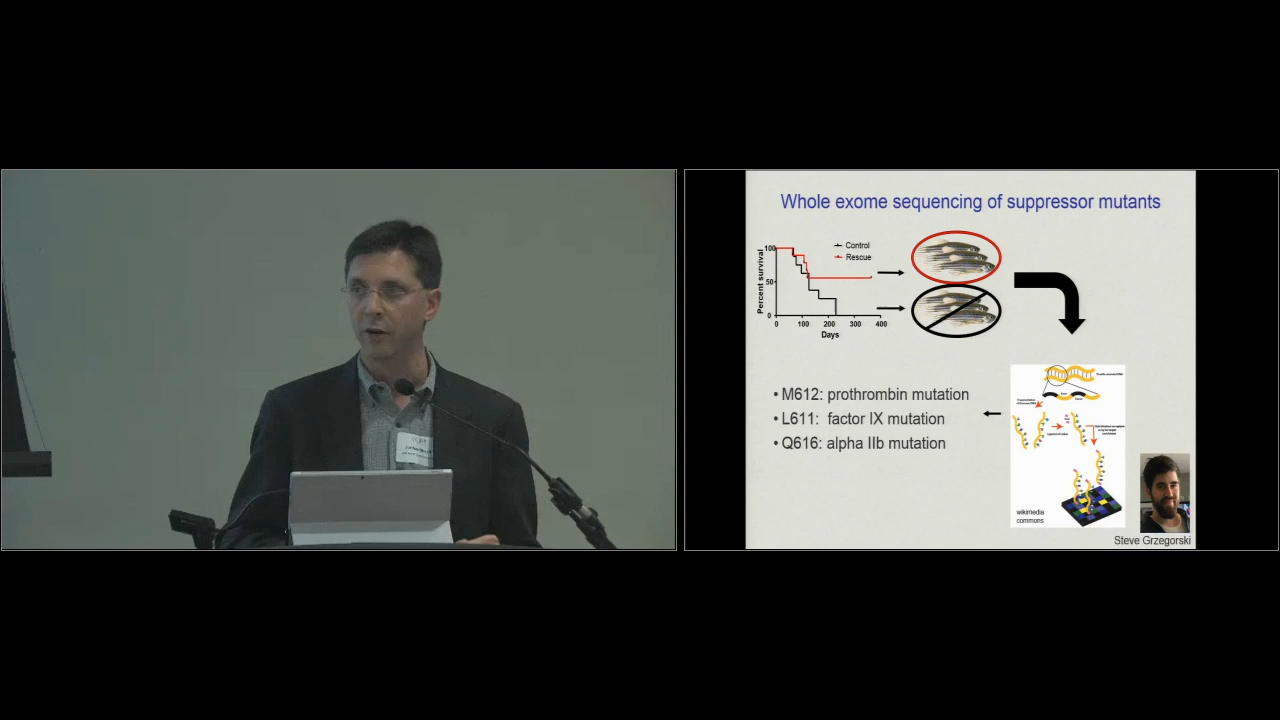 Whole exome sequencing of suppressor mutants
Percent survival
100
50
0
0 100 200 300 400
Days
Control
Rescue
• M612: prothrombin mutation
• L611: factor IX mutation
• Q616: alpha IIb mutation
wikimedia
commons
Steve Grzegorski